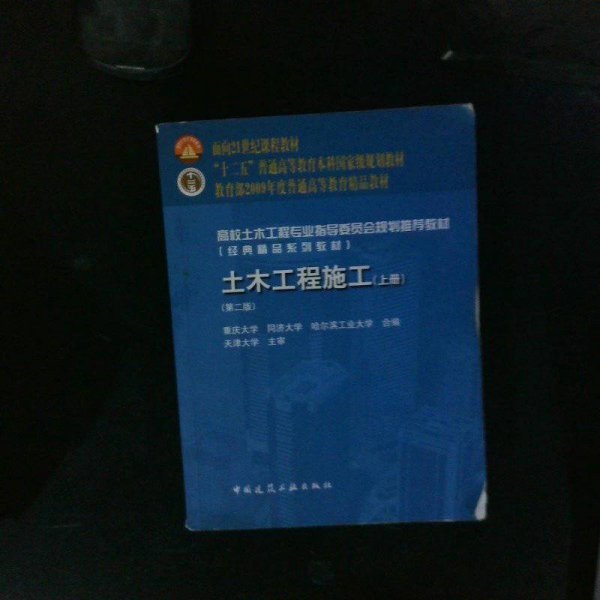 面向21世纪课程教材
“十二五”普通高等教育本科国家级规划教材
教育部2009年度普通高等教育精品教材
高校土木工程专业指导委员会规划推荐教材
(经典精品系列教材)
土木工程施工(上册)
(第二版)
重庆大学 同济大学 哈尔滨工业大学 合编
天津大学 主审
中国建筑工业出版社